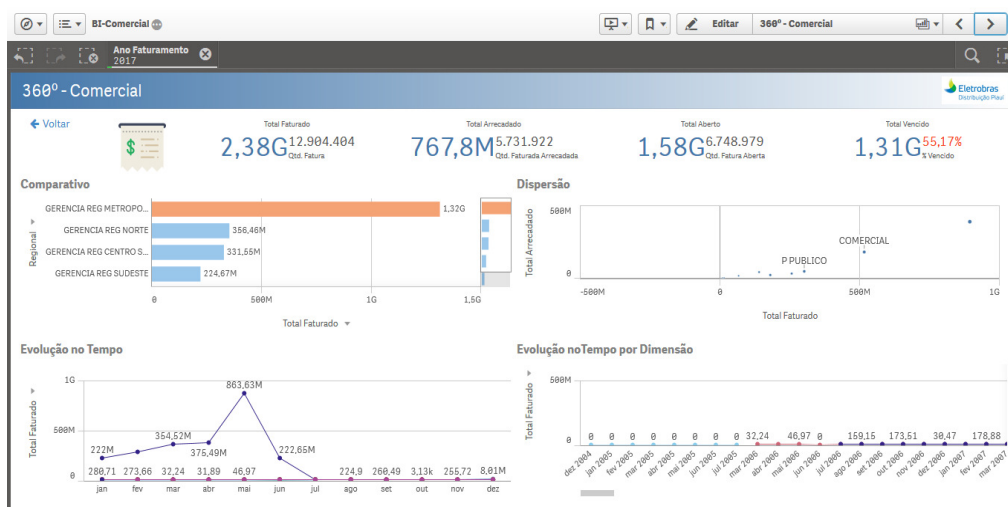 BI-Comercial
Editar
360º - Comercial
Ano Faturamento
2017
360º - Comercial
Eletrobras
Distribuição Piauí
Voltar
$
Total Faturado
2,38G
12.904.404
Qtd. Fatura
Total Arrecadado
767,8M
5.731.922
Qtd. Faturada Arrecadada
Total Aberto
1,58G
6.748.979
Qtd. Fatura Aberta
Total Vencido
1,31G
55,17%
% Vencido
Comparativo
Regional
GERENCIA REG METROPO...
1,32G
GERENCIA REG NORTE
356,46M
GERENCIA REG CENTRO S...
331,55M
GERENCIA REG SUDESTE
224,67M
0 500M 1G 1,5G
Total Faturado
Dispersão
Total Arrecadado
500M
0
COMERCIAL
P PUBLICO
-500M 0 500M 1G
Total Faturado
Evolução no Tempo
Total Faturado
1G
500M
0
863,63M
222M 354,52M 375,49M 222,65M
280,71 273,66 32,24 31,89 46,97 224,9 260,49 3,13k 255,72 8,01M
jan fev mar abr mai jun jul ago set out nov dez
Evolução noTempo por Dimensão
Total Faturado
500M
0
0 0 0 0 0 0 0 32,24 46,97 0 159,15 173,51 30,47 178,88
dez 2004 jan 2005 fev 2005 mar 2005 abr 2005 mai 2005 jun 2005 jul 2005 mar 2006 abr 2006 mai 2006 jun 2006 jul 2006 ago 2006 set 2006 out 2006 nov 2006 dez 2006 jan 2007 fev 2007 mar 2007